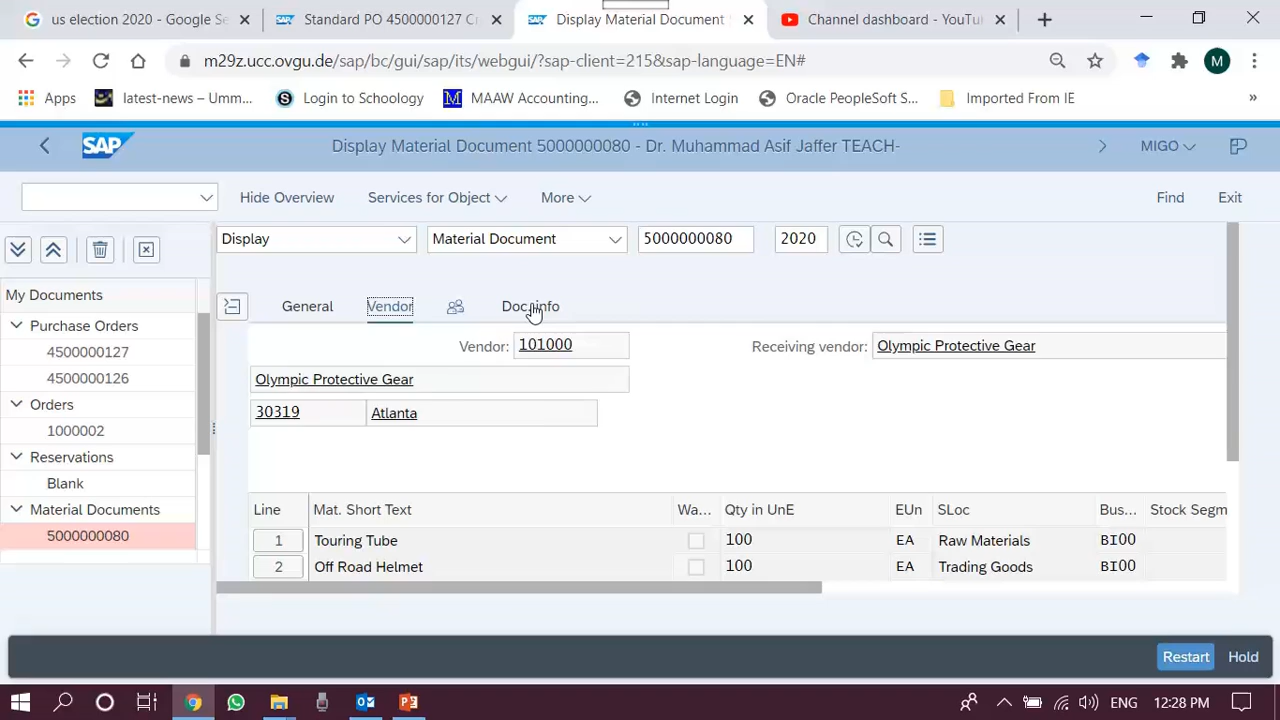 us election 2020 - Google Se
Standard PO 4500000127 Cr
Display Material Document 5
Channel dashboard - YouTu
m29z.ucc.ovgu.de/sap/bc/gui/sap/its/webgui/?sap-client=215&sap-language=EN#
M
Apps
latest-news – Umm...
Login to Schoology
MAAW Accounting...
Internet Login
Oracle PeopleSoft S...
Imported From IE
»
SAP
Display Material Document 5000000080 - Dr. Muhammad Asif Jaffer TEACH-
MIGO
Hide Overview
Services for Object
More
Find
Exit
Display
Material Document
5000000080
2020
My Documents
General
Vendor
Doc. info
Purchase Orders
4500000127
4500000126
Orders
1000002
Reservations
Blank
Material Documents
5000000080
Vendor:
101000
Receiving vendor:
Olympic Protective Gear
Olympic Protective Gear
30319
Atlanta
Line
Mat. Short Text
Wa...
Qty in UnE
EUn
SLoc
Bus...
Stock Segm
1
Touring Tube
100
EA
Raw Materials
BI00
2
Off Road Helmet
100
EA
Trading Goods
BI00
Restart
Hold
ENG
12:28 PM